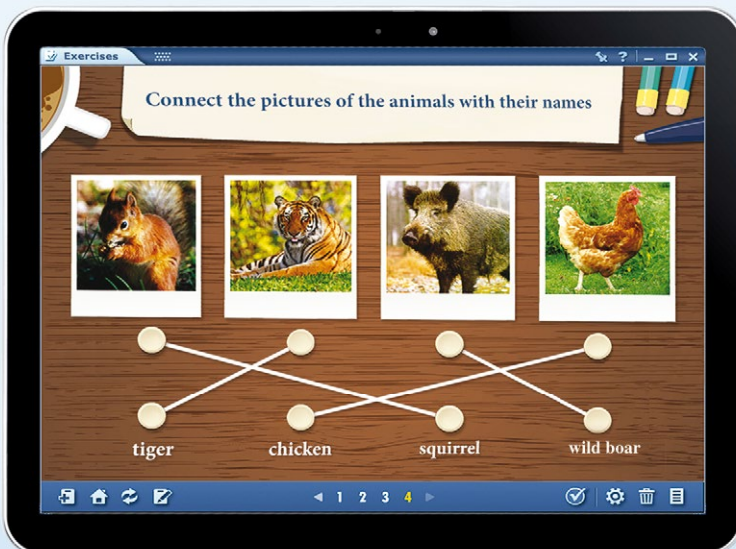 Exercises
?
Connect the pictures of the animals with their names
tiger chicken squirrel wild boar
1 2 3 4